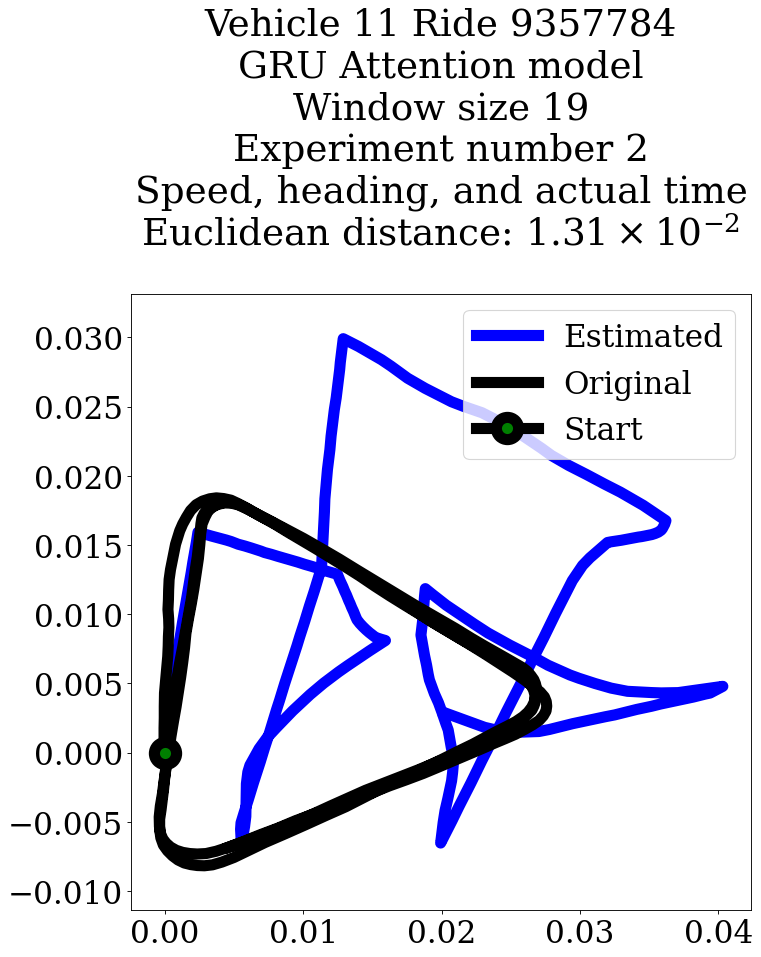 Vehicle 11 Ride 9357784
GRU Attention model
Window size 19
Experiment number 2
Speed, heading, and actual time
Euclidean distance: 1.31 × 10⁻²
Estimated
Original
Start
0.030
0.025
0.020
0.015
0.010
0.005
0.000
−0.005
−0.010
0.00 0.01 0.02 0.03 0.04